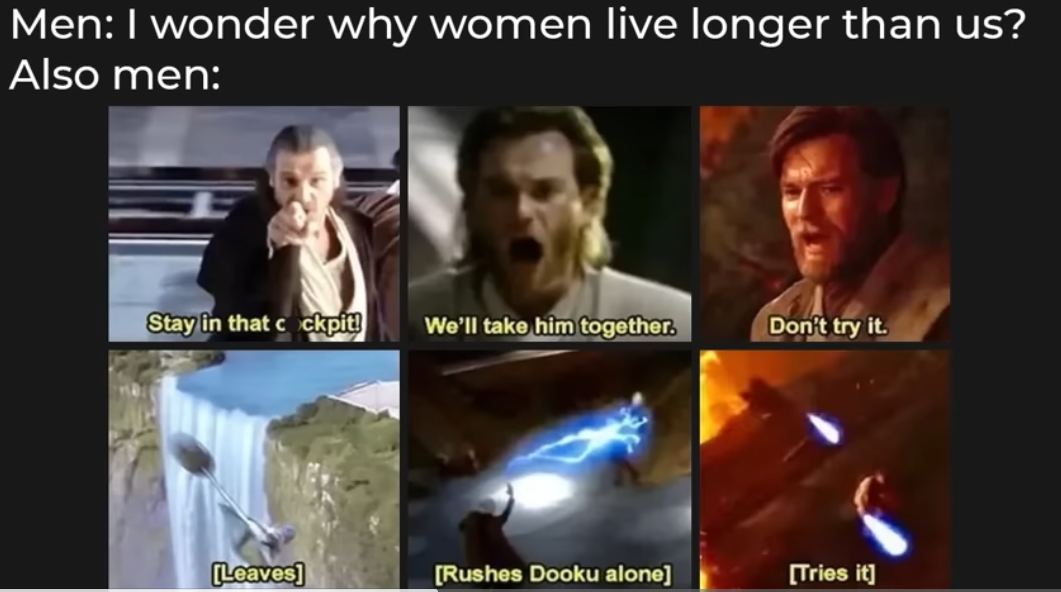 Men: I wonder why women live longer than us?
Also men:
Stay in that c ckpit!
We'll take him together.
Don't try it.
[Leaves]
[Rushes Dooku alone]
[Tries it]